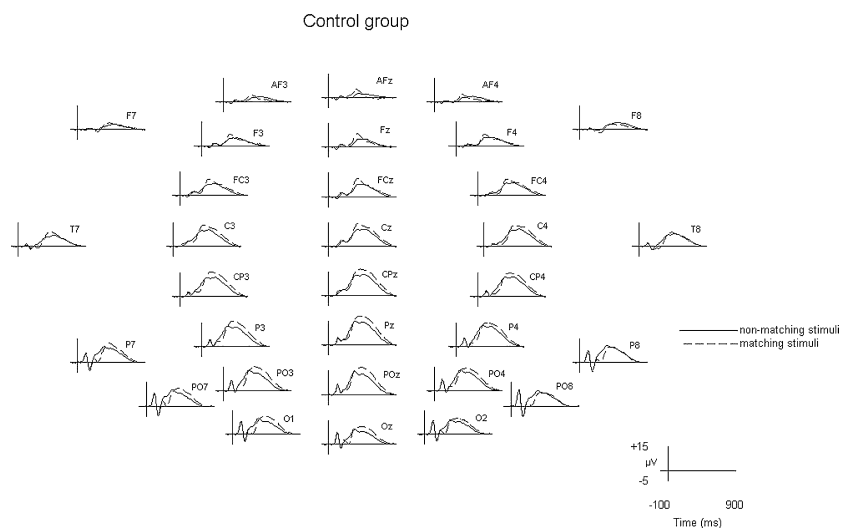 Control group
AF3 AFz AF4
F7 F8
F3 Fz F4
FC3 FCz FC4
T7 C3 Cz C4 T8
CP3 CPz CP4
P3 Pz P4
P7 P8
PO3 POz PO4
PO7 PO8
O1 Oz O2
non-matching stimuli
matching stimuli
+15
µV
-5
-100 900
Time (ms)